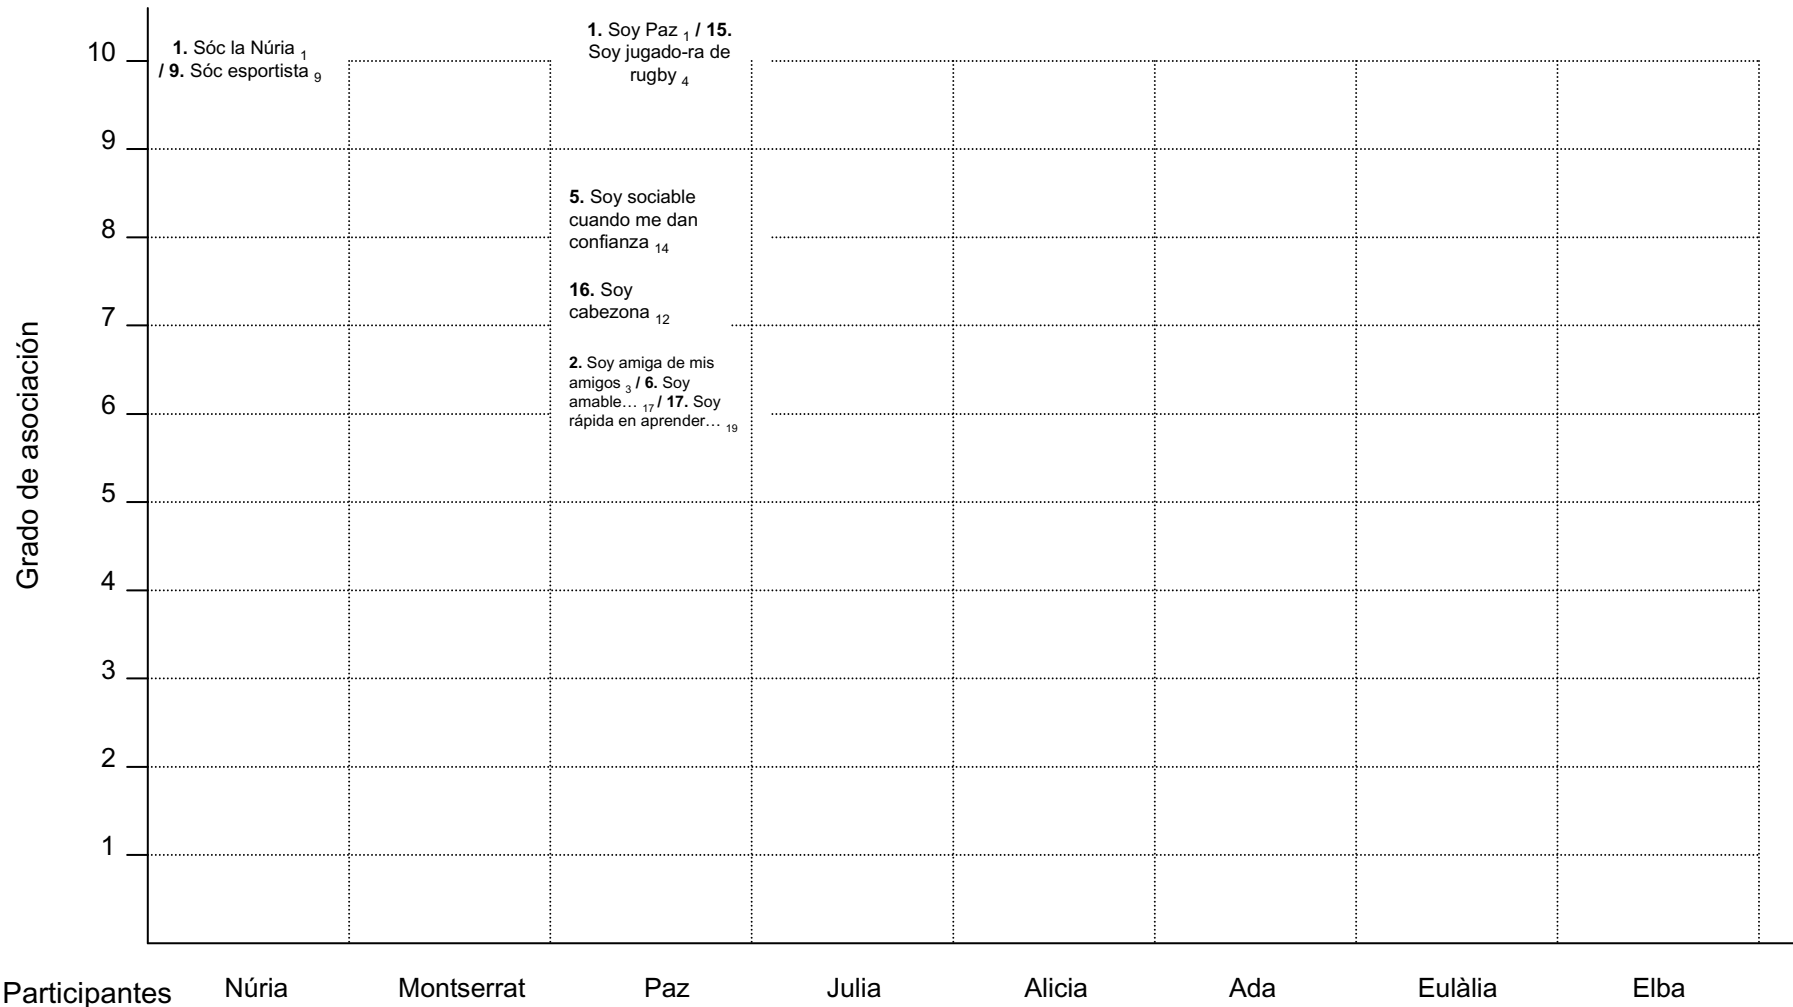 10
1. Sóc la Núria 1
/ 9. Sóc esportista 9
1. Soy Paz 1 / 15.
Soy jugado-ra de
rugby 4
9
8
5. Soy sociable
cuando me dan
confianza 14
7
16. Soy
cabezona 12
6
2. Soy amiga de mis
amigos 3 / 6. Soy
amable… 17 / 17. Soy
rápida en aprender… 19
5
4
3
2
1
Grado de asociación
Participantes Núria Montserrat Paz Julia Alicia Ada Eulàlia Elba